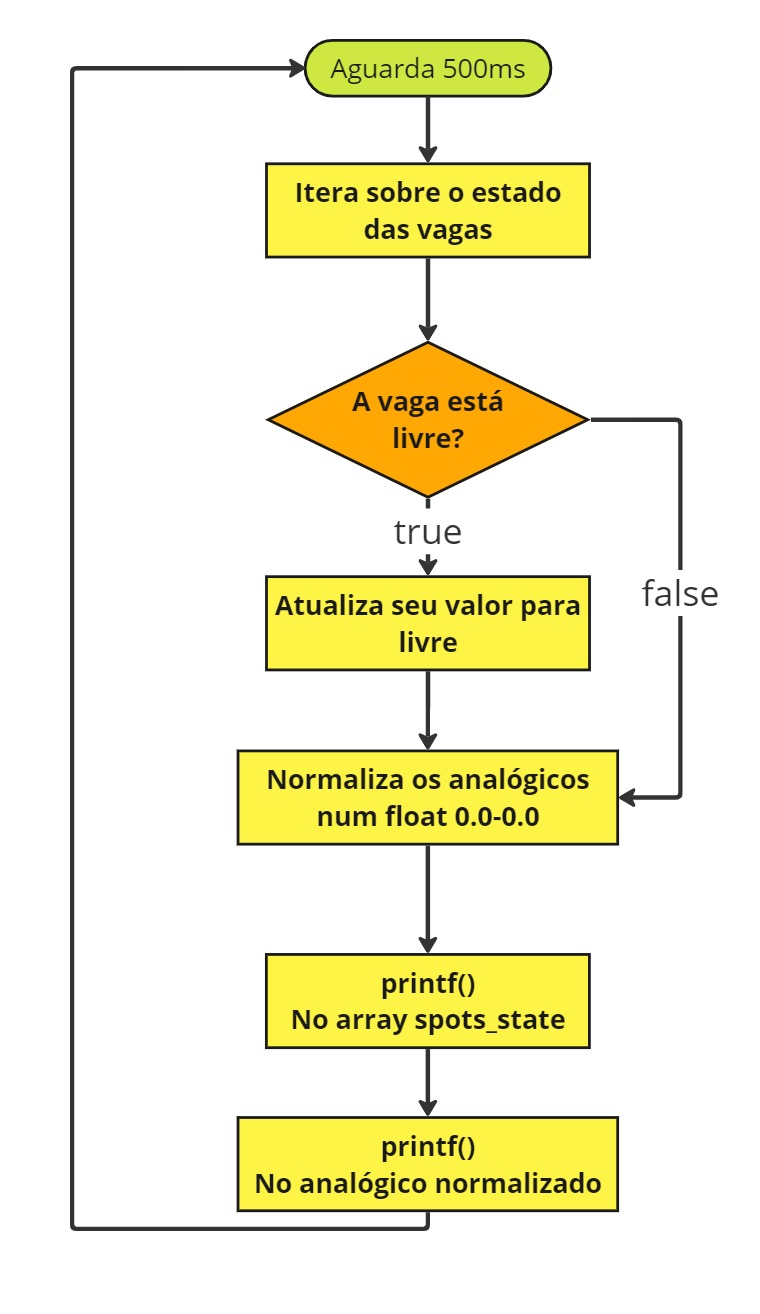 Aguarda 500ms
Itera sobre o estado
das vagas
A vaga está
livre?
true
false
Atualiza seu valor para
livre
Normaliza os analógicos
num float 0.0-0.0
printf()
No array spots_state
printf()
No analógico normalizado